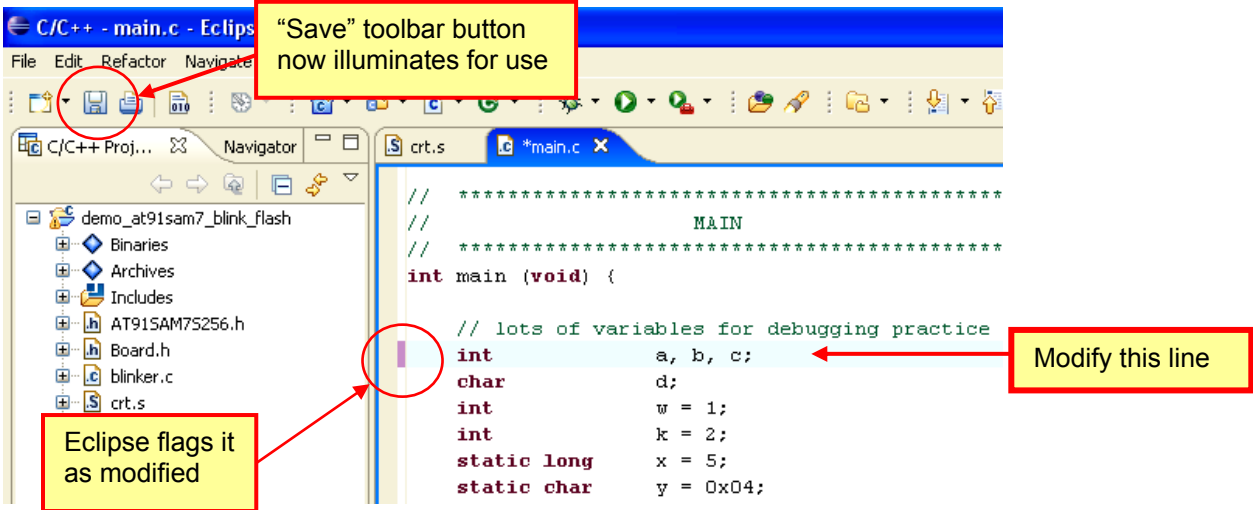 C/C++ - main.c - Eclips
“Save” toolbar button
now illuminates for use
File Edit Refactor Navigate
010
C/C++ Proj... Navigator
crt.s *main.c
demo_at91sam7_blink_flash
Binaries
Archives
Includes
AT91SAM7S256.h
Board.h
blinker.c
crt.s
// ********************************************
// MAIN
// ********************************************
int main (void) {
// lots of variables for debugging practice
int a, b, c;
char d;
int w = 1;
int k = 2;
static long x = 5;
static char y = 0x04;
Modify this line
Eclipse flags it
as modified